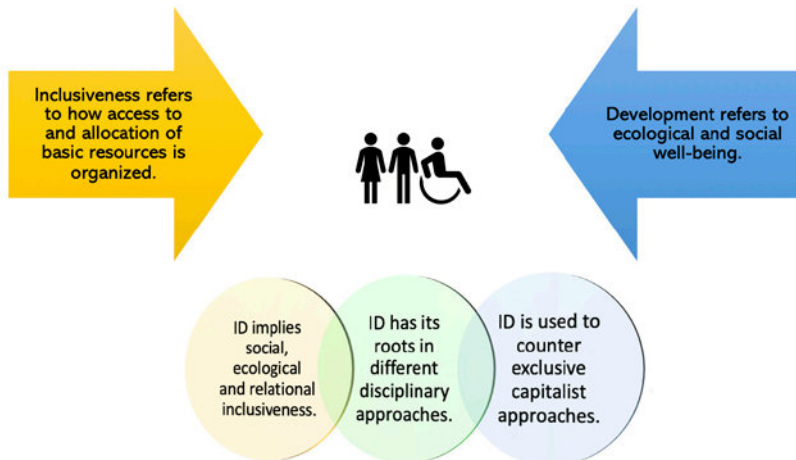 Inclusiveness refers
to how access to
and allocation of
basic resources is
organized.
Development refers to
ecological and social
well-being.
ID implies
social,
ecological
and relational
inclusiveness.
ID has its
roots in
different
disciplinary
approaches.
ID is used to
counter
exclusive
capitalist
approaches.